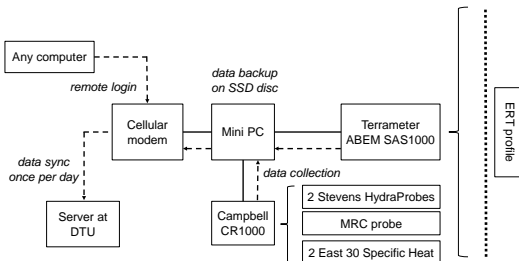 Any computer
remote login
data backup
on SSD disc
Cellular
modem
Mini PC
Terrameter
ABEM SAS1000
ERT profile
data sync
once per day
data collection
Server at
DTU
Campbell
CR1000
2 Stevens HydraProbes
MRC probe
2 East 30 Specific Heat